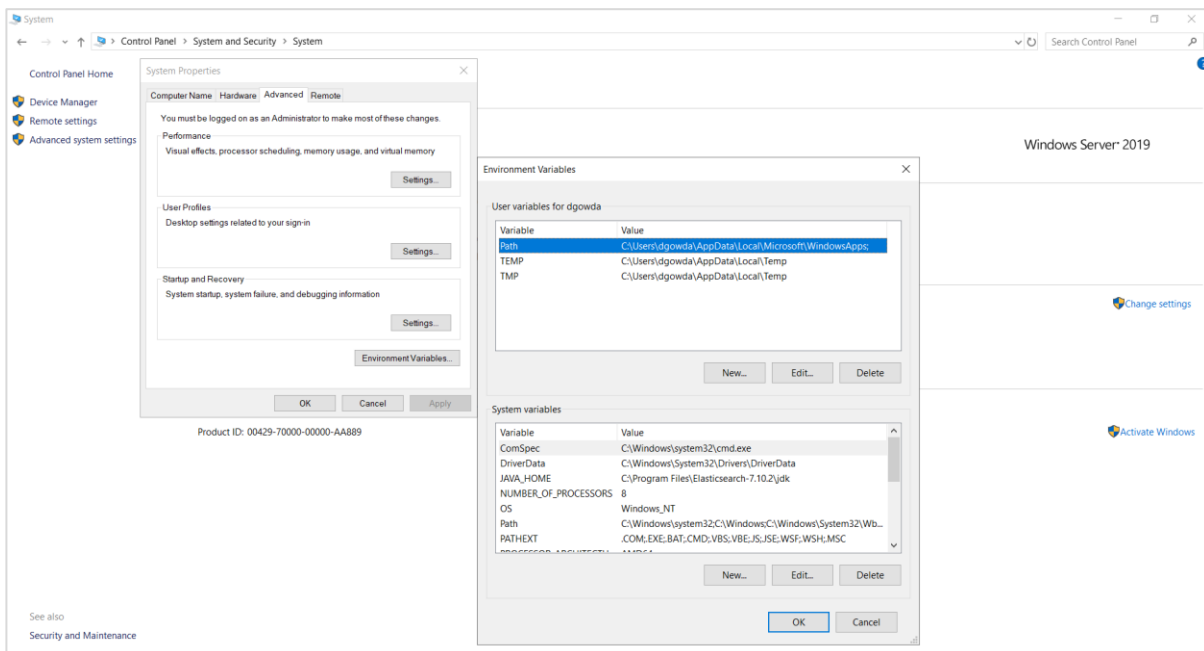 System
Control Panel > System and Security > System
Search Control Panel
Control Panel Home
Device Manager
Remote settings
Advanced system settings
System Properties
Computer Name Hardware Advanced Remote
You must be logged on as an Administrator to make most of these changes.
Performance
Visual effects, processor scheduling, memory usage, and virtual memory
Settings...
User Profiles
Desktop settings related to your sign-in
Settings...
Startup and Recovery
System startup, system failure, and debugging information
Settings...
Environment Variables...
OK Cancel Apply
Product ID: 00429-70000-00000-AA889
Windows Server 2019
Change settings
Activate Windows
Environment Variables
User variables for dgowda
Variable Value
Path C:\Users\dgowda\AppData\Local\Microsoft\WindowsApps;
TEMP C:\Users\dgowda\AppData\Local\Temp
TMP C:\Users\dgowda\AppData\Local\Temp
New... Edit... Delete
System variables
Variable Value
ComSpec C:\Windows\system32\cmd.exe
DriverData C:\Windows\System32\Drivers\DriverData
JAVA_HOME C:\Program Files\Elasticsearch-7.10.2\jdk
NUMBER_OF_PROCESSORS 8
OS Windows_NT
Path C:\Windows\system32;C:\Windows;C:\Windows\System32\Wb...
PATHEXT .COM;.EXE;.BAT;.CMD;.VBS;.VBE;.JS;.JSE;.WSF;.WSH;.MSC
New... Edit... Delete
OK Cancel
See also
Security and Maintenance